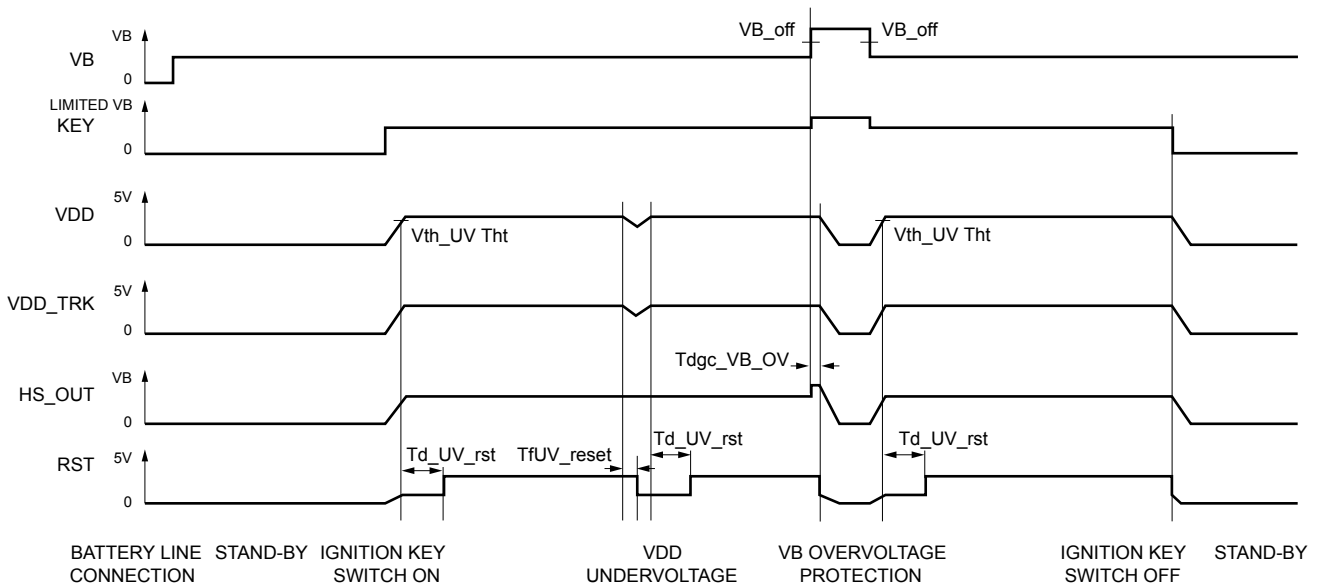 VB_off
VB_off
VB
VB
0
LIMITED VB
KEY
0
5V
VDD
0
Vth_UV Tht
Vth_UV Tht
5V
VDD_TRK
0
Tdgc_VB_OV
VB
HS_OUT
0
Td_UV_rst
TfUV_reset
Td_UV_rst
Td_UV_rst
5V
RST
0
BATTERY LINE
CONNECTION
STAND-BY
IGNITION KEY
SWITCH ON
VDD
UNDERVOLTAGE
VB OVERVOLTAGE
PROTECTION
IGNITION KEY
SWITCH OFF
STAND-BY